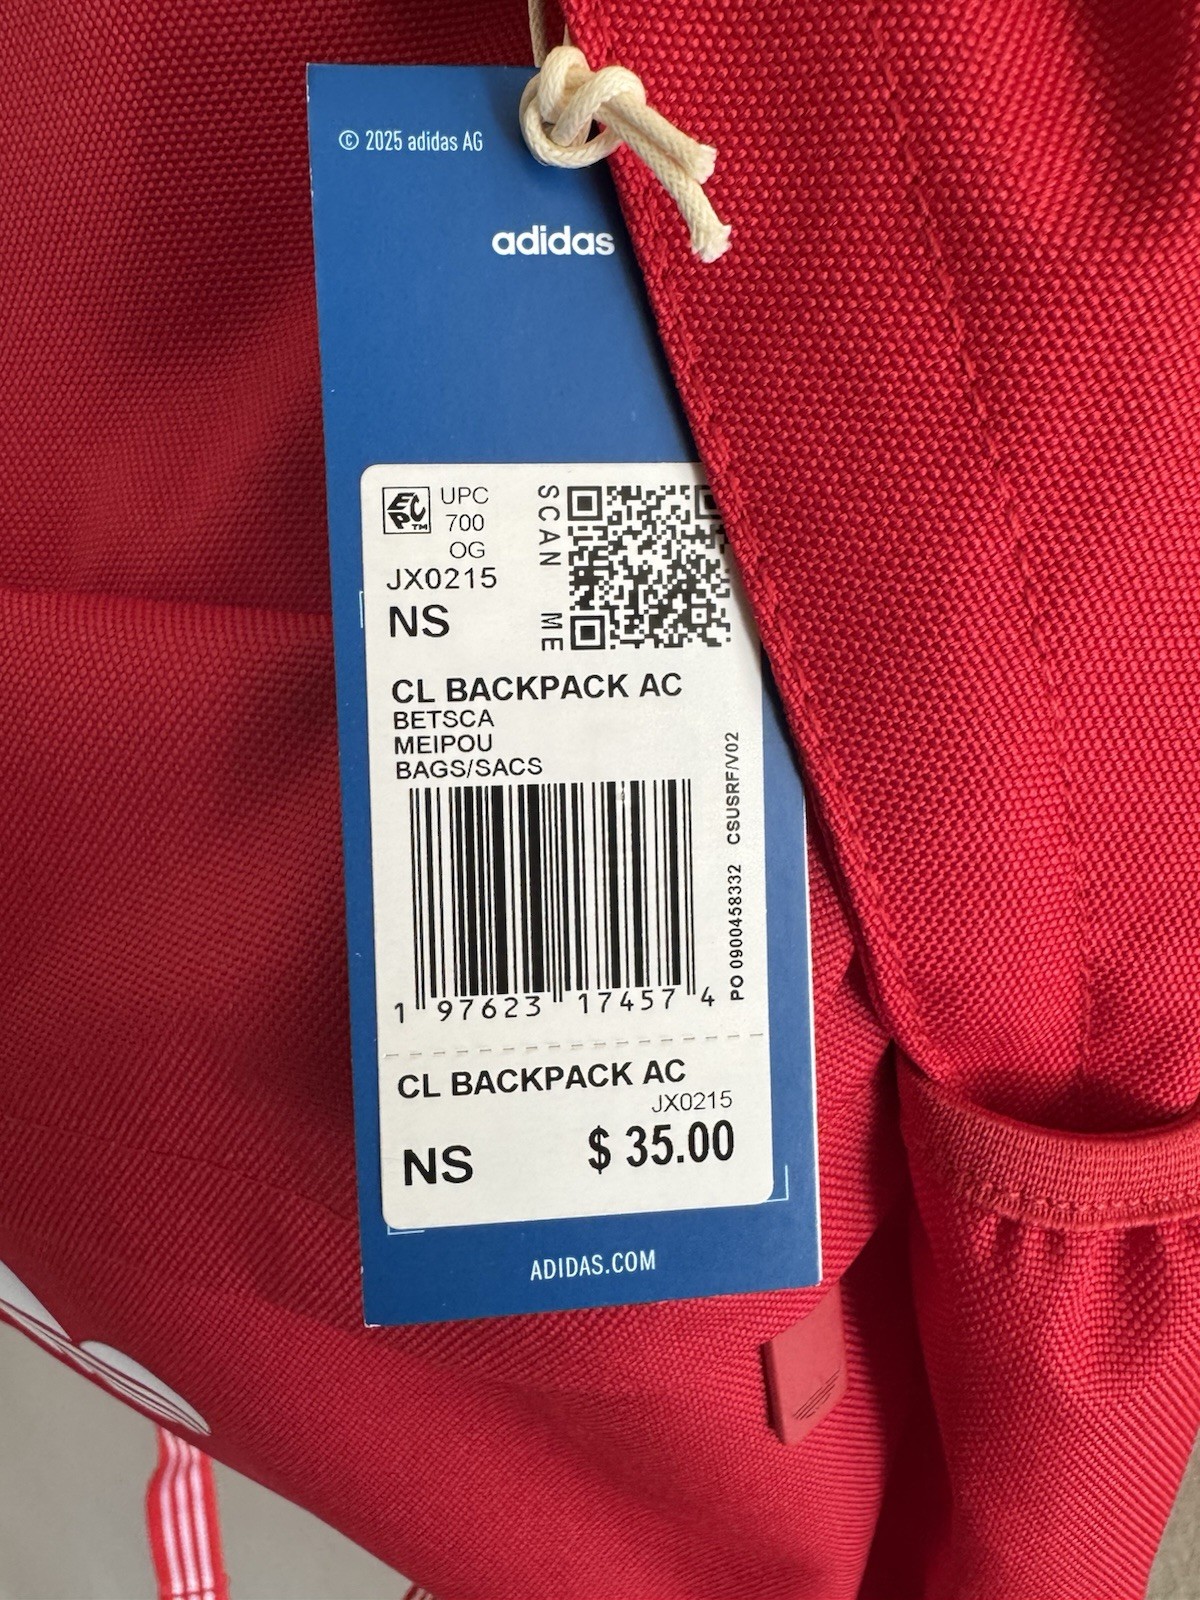 © 2025 adidas AG
adidas
EPC™
UPC
700
OG
JX0215
NS
SCAN ME
CL BACKPACK AC
BETSCA
MEIPOU
BAGS/SACS
1 97623 17457 4
PO 0900458332 CSUSRF/V02
CL BACKPACK AC
JX0215
NS $ 35.00
ADIDAS.COM